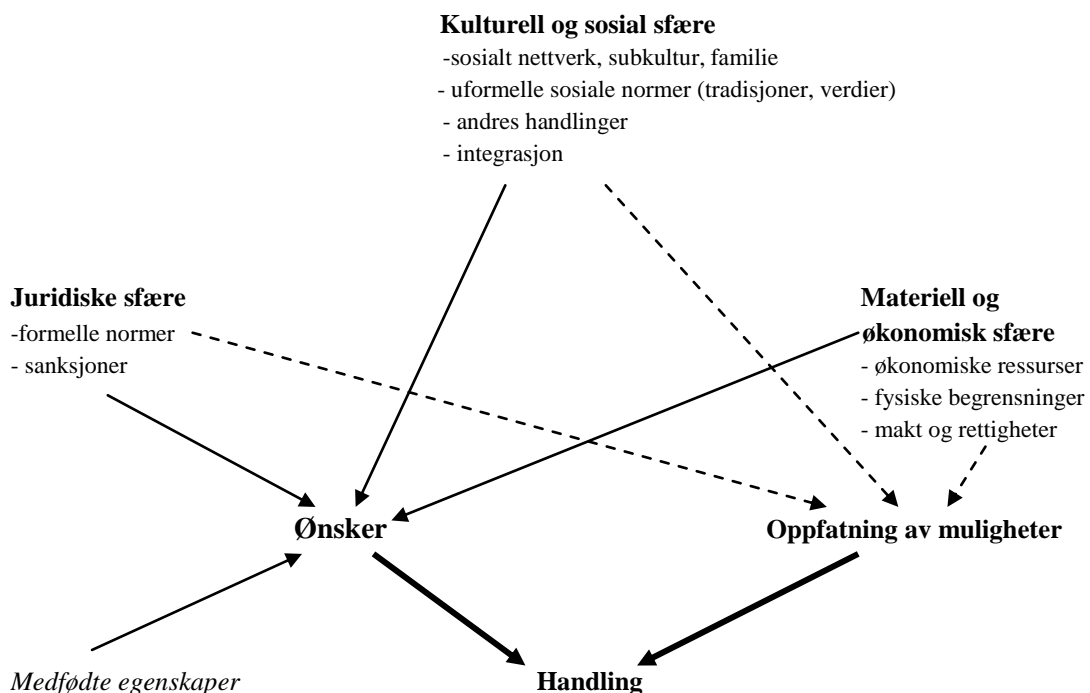 Kulturell og sosial sfære
-sosialt nettverk, subkultur, familie
- uformelle sosiale normer (tradisjoner, verdier)
- andres handlinger
- integrasjon
Juridiske sfære
-formelle normer
- sanksjoner
Materiell og
økonomisk sfære
- økonomiske ressurser
- fysiske begrensninger
- makt og rettigheter
Ønsker
Oppfatning av muligheter
Medfødte egenskaper
Handling